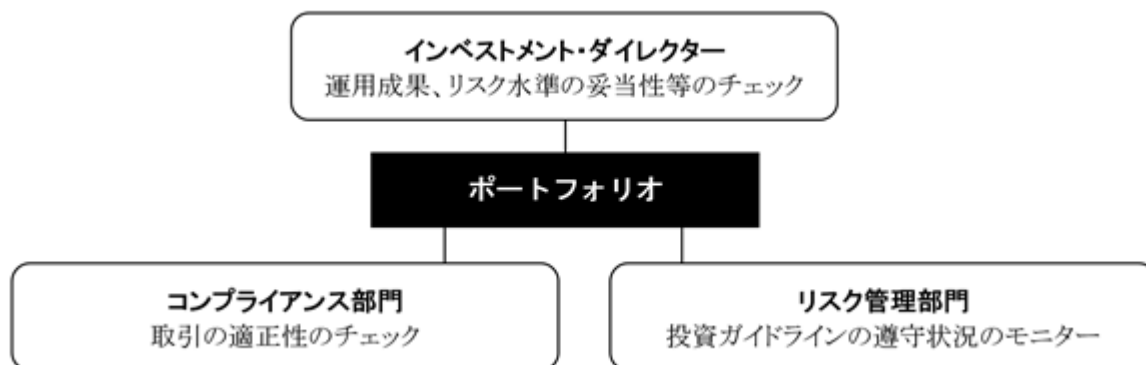 インベストメント・ダイレクター
運用成果、リスク水準の妥当性等のチェック
ポートフォリオ
コンプライアンス部門
取引の適正性のチェック
リスク管理部門
投資ガイドラインの遵守状況のモニター